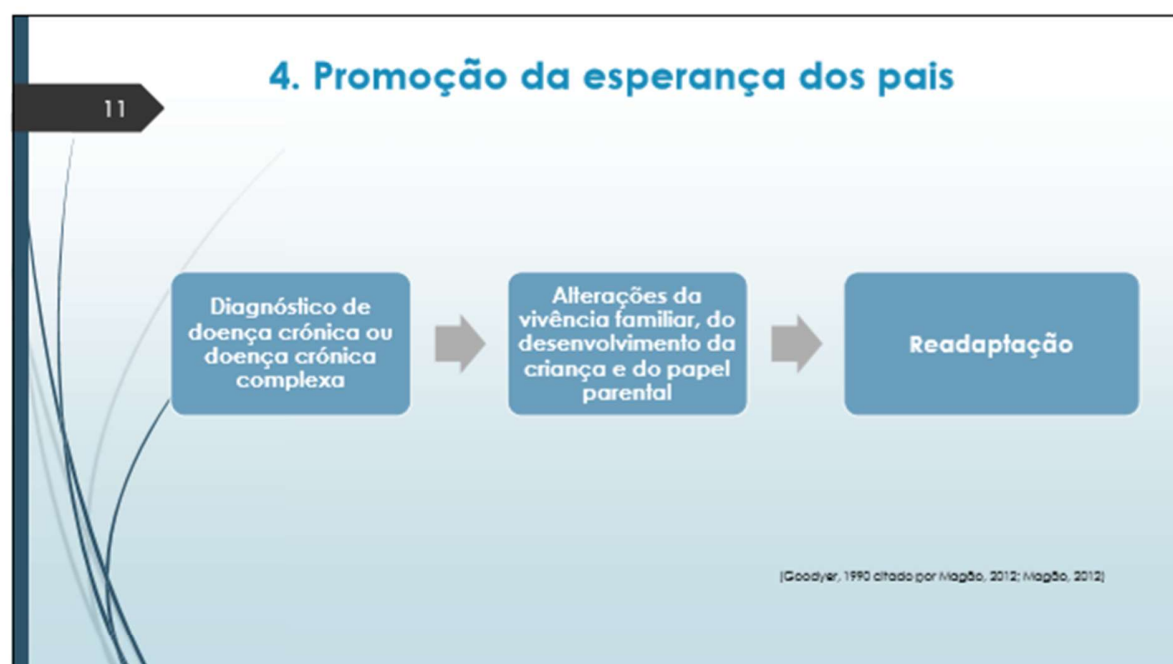 4. Promoção da esperança dos pais
11
Diagnóstico de
doença crónica ou
doença crónica
complexa
Alterações da
vivência familiar, do
desenvolvimento da
criança e do papel
parental
Readaptação
(Goodyer, 1990 citado por Magão, 2012; Magão, 2012)